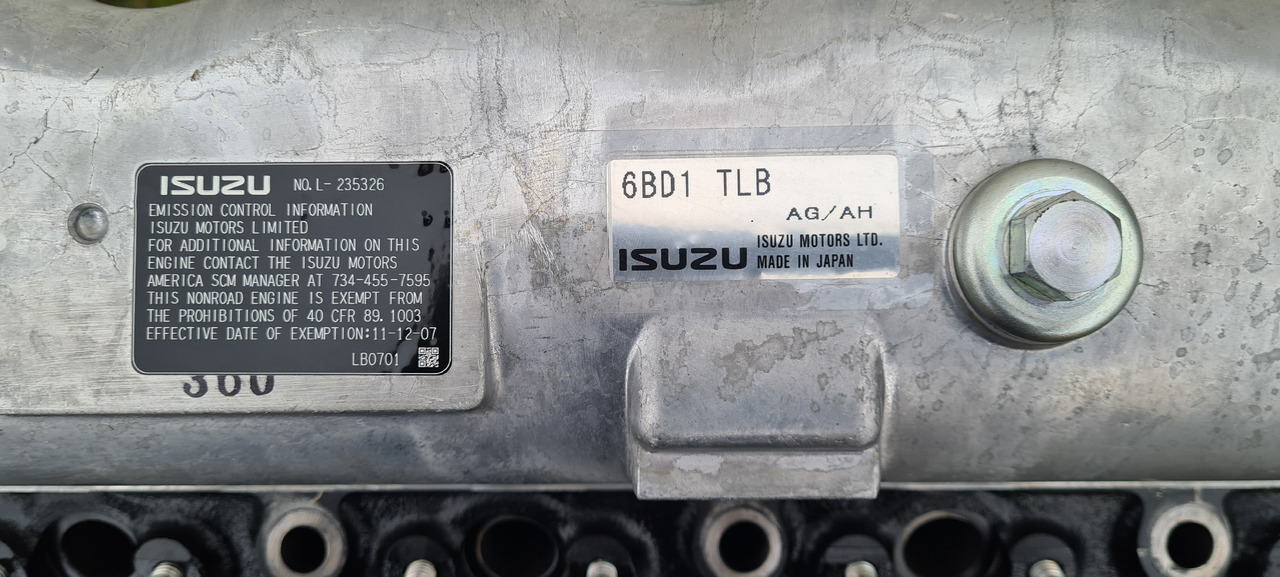 ISUZU NO. L- 235326
EMISSION CONTROL INFORMATION
ISUZU MOTORS LIMITED
FOR ADDITIONAL INFORMATION ON THIS
ENGINE CONTACT THE ISUZU MOTORS
AMERICA SCM MANAGER AT 734-455-7595
THIS NONROAD ENGINE IS EXEMPT FROM
THE PROHIBITIONS OF 40 CFR 89.1003
EFFECTIVE DATE OF EXEMPTION:11-12-07
LB0701
6BD1 TLB
AG/AH
ISUZU
ISUZU MOTORS LTD.
MADE IN JAPAN